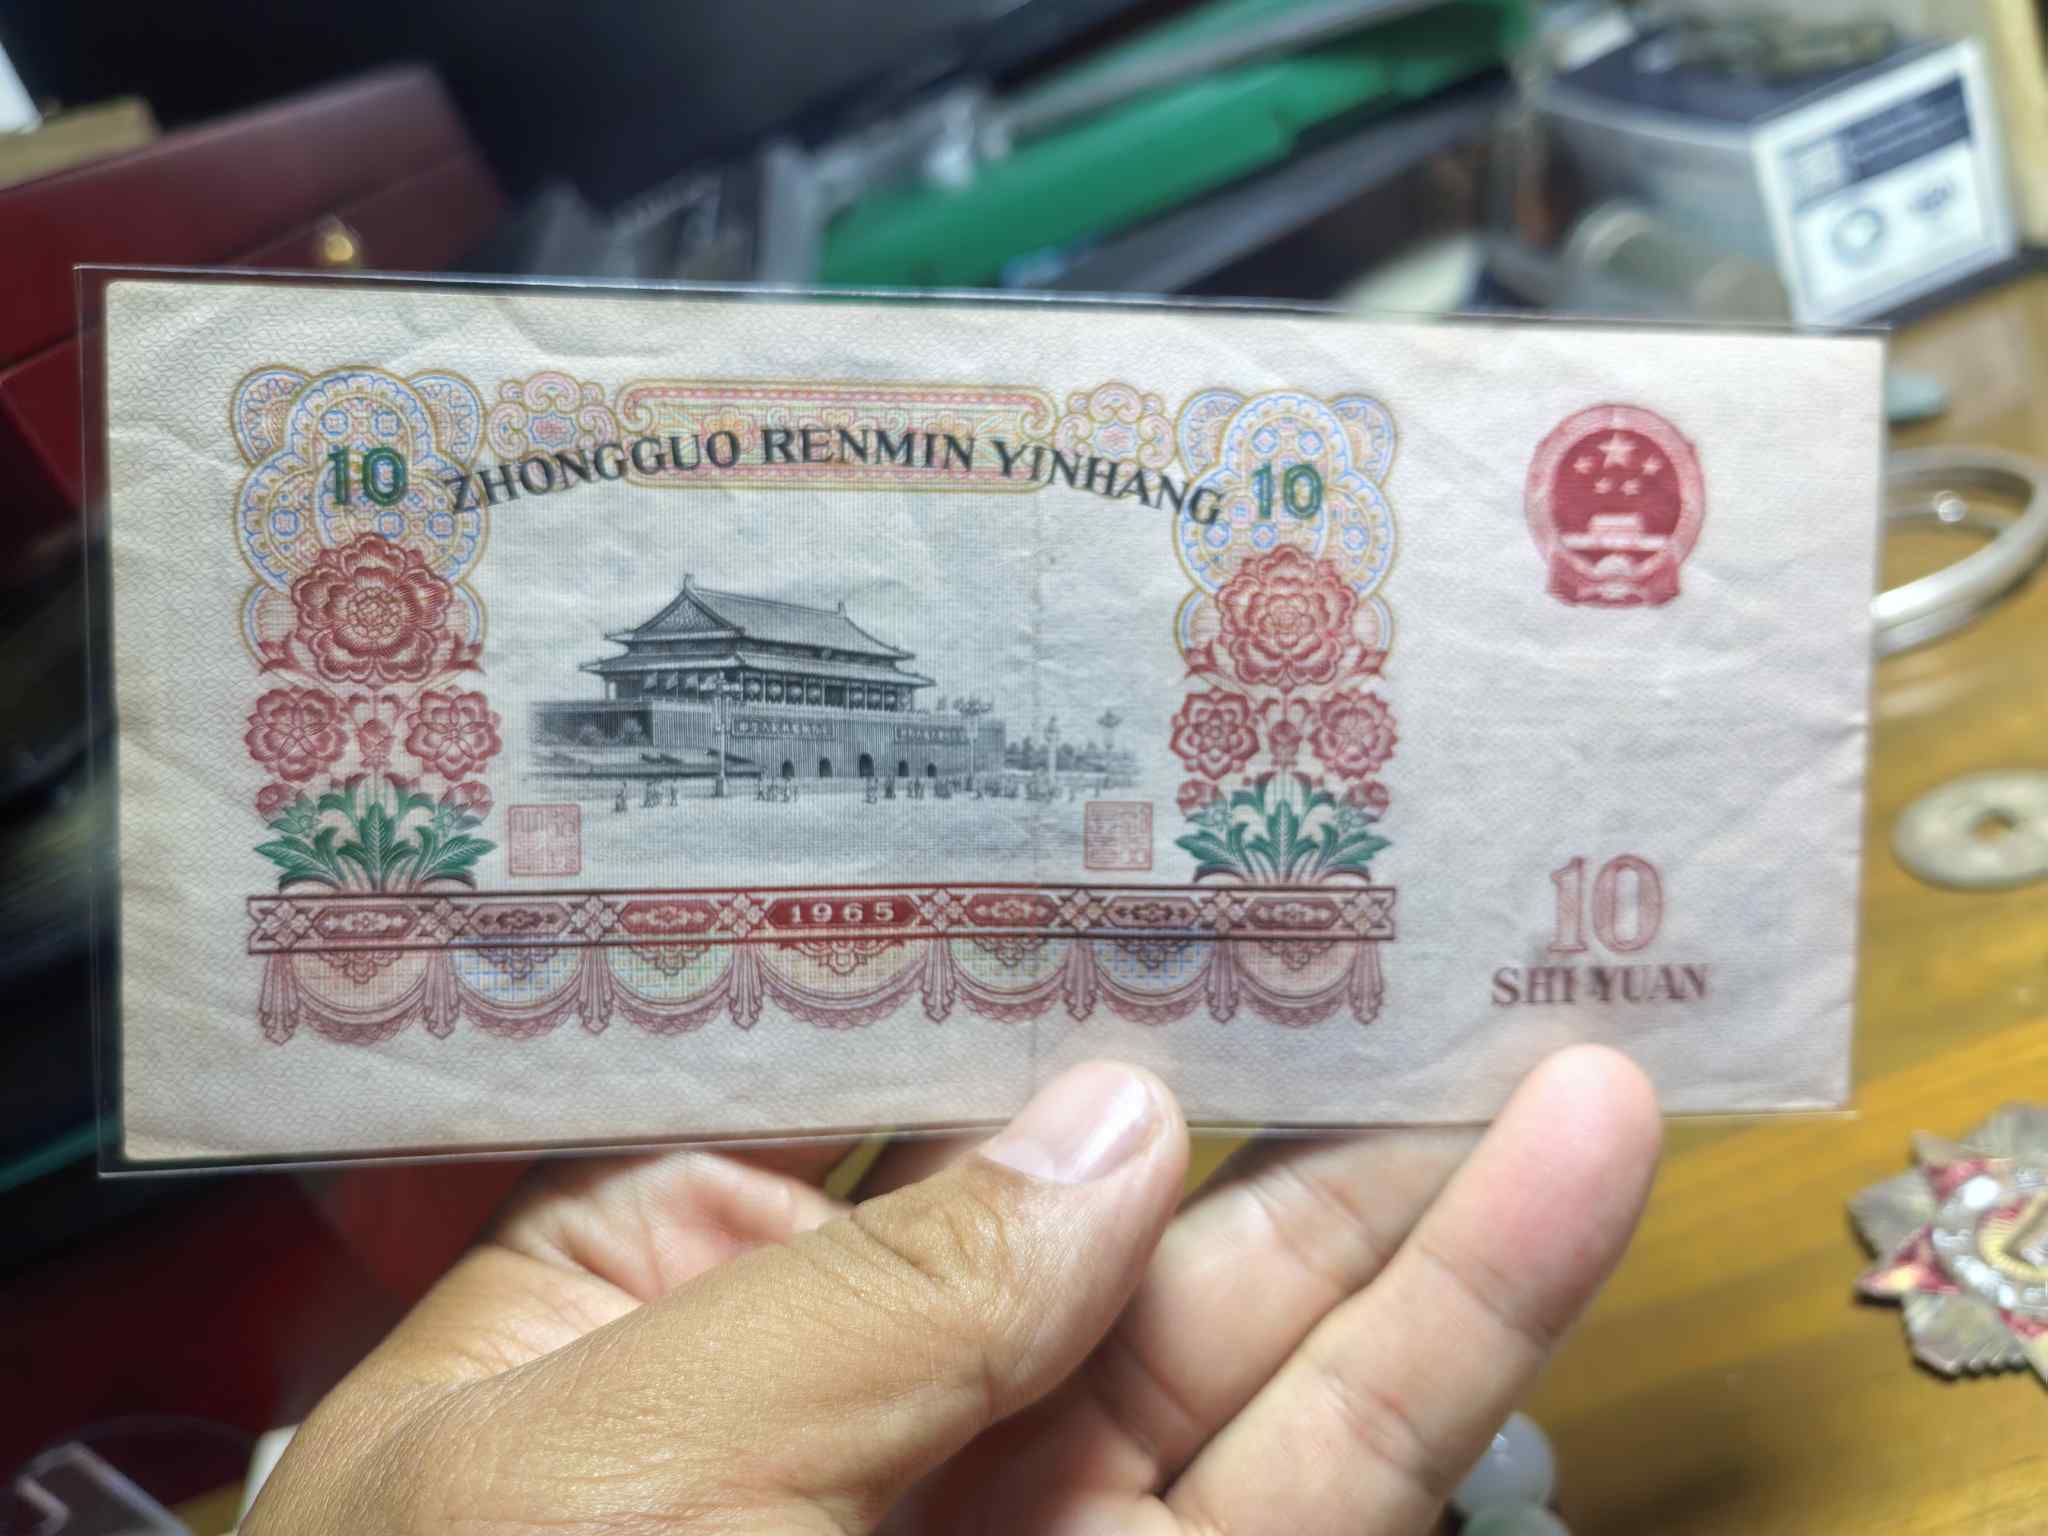 10 ZHONGGUO RENMIN YINHANG 10
1965
10
SHI YUAN